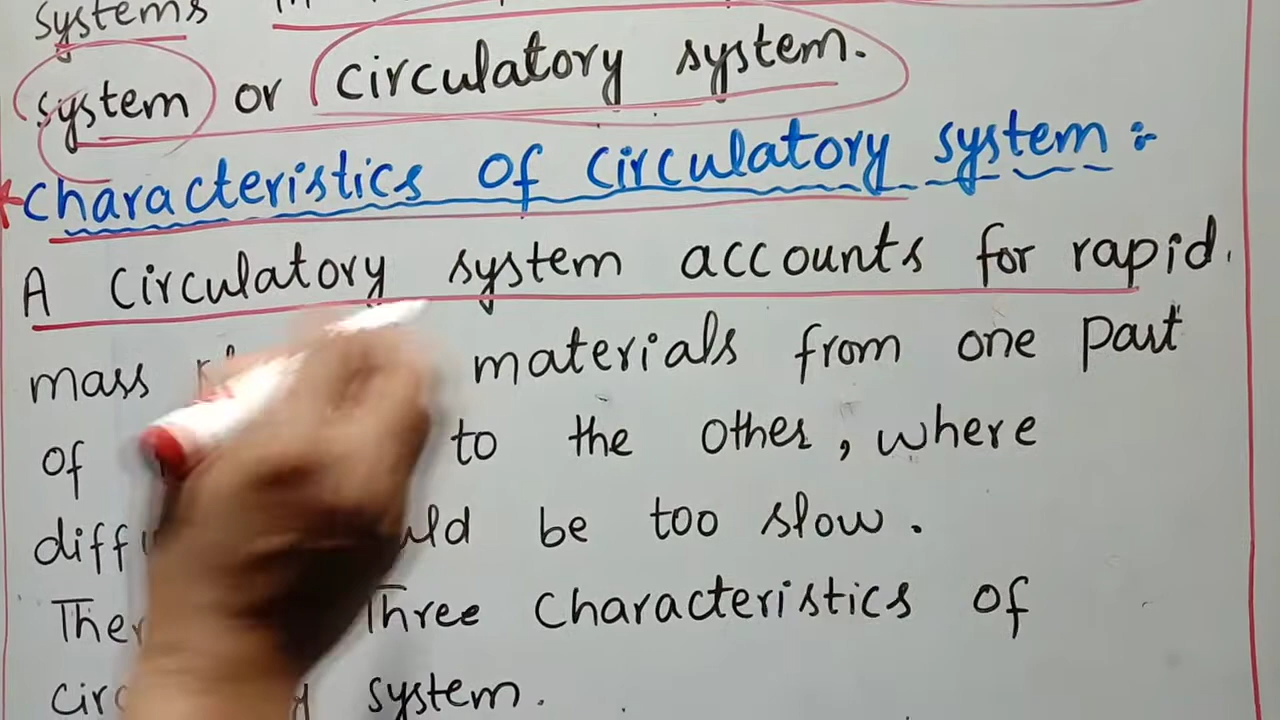 systems in
system or circulatory system.
characteristics of circulatory system :-
A circulatory system accounts for rapid.
mass materials from one part
of to the other, where
be too slow.
Three characteristics of
system.